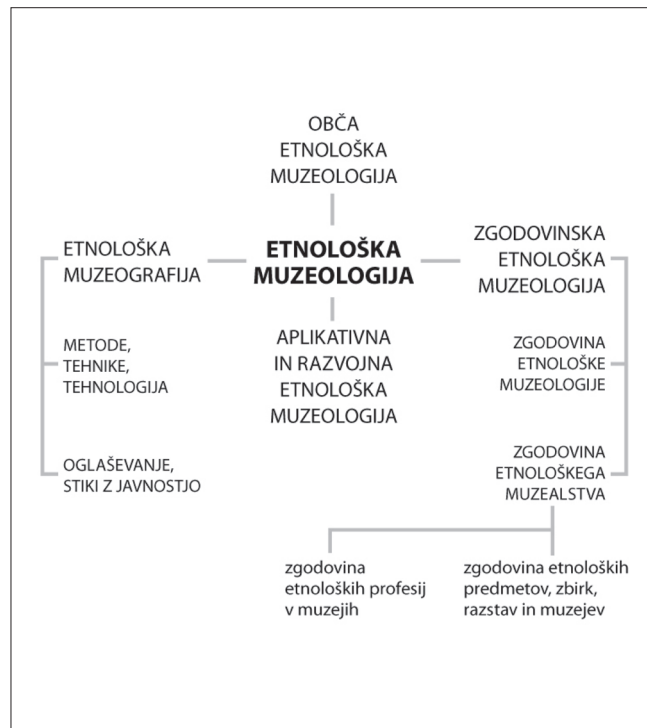 OBČA
ETNOLOŠKA
MUZEOLOGIJA
ETNOLOŠKA
MUZEOGRAFIJA
ETNOLOŠKA
MUZEOLOGIJA
ZGODOVINSKA
ETNOLOŠKA
MUZEOLOGIJA
METODE,
TEHNIKE,
TEHNOLOGIJA
APLIKATIVNA
IN RAZVOJNA
ETNOLOŠKA
MUZEOLOGIJA
ZGODOVINA
ETNOLOŠKE
MUZEOLOGIJE
OGLAŠEVANJE,
STIKI Z JAVNOSTJO
ZGODOVINA
ETNOLOŠKEGA
MUZEALSTVA
zgodovina
etnoloških profesij
v muzejih
zgodovina etnoloških
predmetov, zbirk,
razstav in muzejev